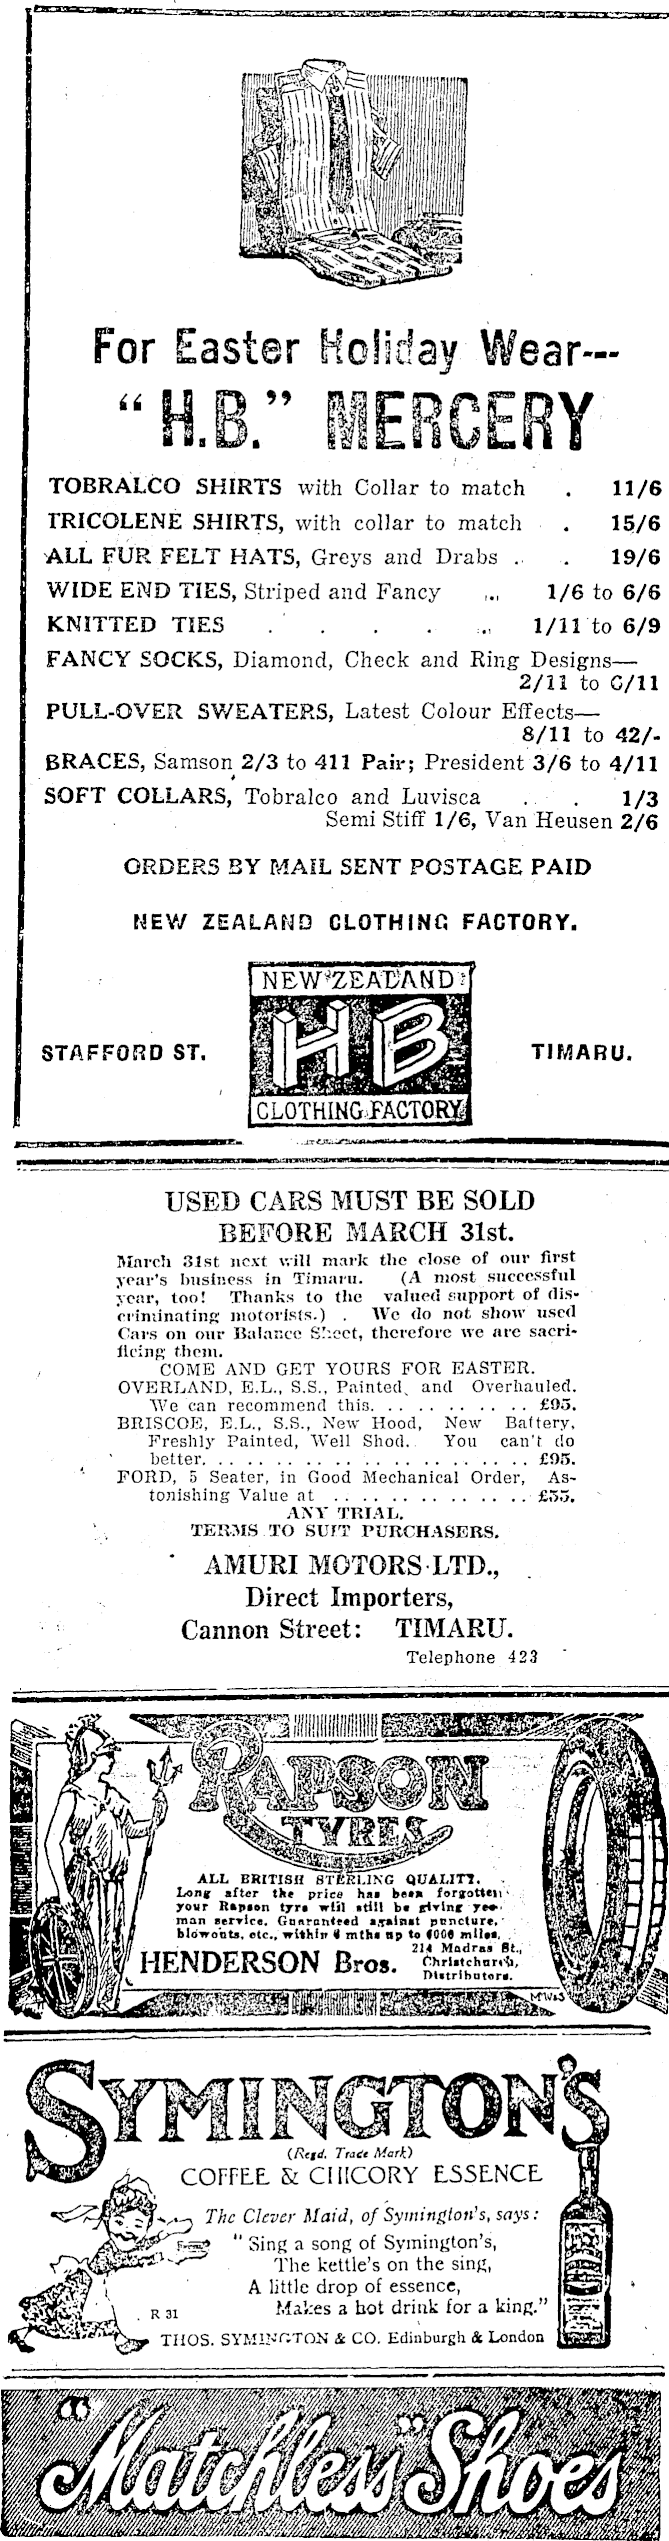 For Easter Holiday Wear---
"H.B." MERCERY
TOBRALCO SHIRTS with Collar to match . 11/6
TRICOLENE SHIRTS, with collar to match . 15/6
ALL FUR FELT HATS, Greys and Drabs . . 19/6
WIDE END TIES, Striped and Fancy .. 1/6 to 6/6
KNITTED TIES . . . . .. 1/11 to 6/9
FANCY SOCKS, Diamond, Check and Ring Designs—
2/11 to 6/11
PULL-OVER SWEATERS, Latest Colour Effects—
8/11 to 42/-
BRACES, Samson 2/3 to 411 Pair; President 3/6 to 4/11
SOFT COLLARS, Tobralco and Luvisca . . 1/3
Semi Stiff 1/6, Van Heusen 2/6
ORDERS BY MAIL SENT POSTAGE PAID
NEW ZEALAND CLOTHING FACTORY.
NEW ZEALAND
HB
STAFFORD ST. TIMARU.
CLOTHING FACTORY
USED CARS MUST BE SOLD
BEFORE MARCH 31st.
March 31st next will mark the close of our first
year's business in Timaru. (A most successful
year, too! Thanks to the valued support of dis-
criminating motorists.) . We do not show used
Cars on our Balance Sheet, therefore we are sacri-
ficing them.
COME AND GET YOURS FOR EASTER.
OVERLAND, E.L., S.S., Painted, and Overhauled.
We can recommend this. . . . . . . . . . . £95.
BRISCOE, E.L., S.S., New Hood, New Battery,
Freshly Painted, Well Shod. You can't do
better. . . . . . . . . . . . . . . . . . . £95.
FORD, 5 Seater, in Good Mechanical Order, As-
tonishing Value at . . . . . . . . . . . . £55.
ANY TRIAL.
TERMS TO SUIT PURCHASERS.
AMURI MOTORS LTD.,
Direct Importers,
Cannon Street: TIMARU.
Telephone 423
RAPSON
TYRES
ALL BRITISH STERLING QUALITY.
Long after the price has been forgotten
your Rapson tyre will still be giving yeo-
man service. Guaranteed against puncture,
blowouts, etc., within 6 mths up to 6000 miles.
HENDERSON Bros. 214 Madras St.,
Christchurch,
Distributors.
SYMINGTON'S
(Regd. Trade Mark)
COFFEE & CHICORY ESSENCE
The Clever Maid, of Symington's, says:
"Sing a song of Symington's,
The kettle's on the sing,
A little drop of essence,
Makes a hot drink for a king."
R 31
THOS. SYMINGTON & CO. Edinburgh & London
"Matchless" Shoes